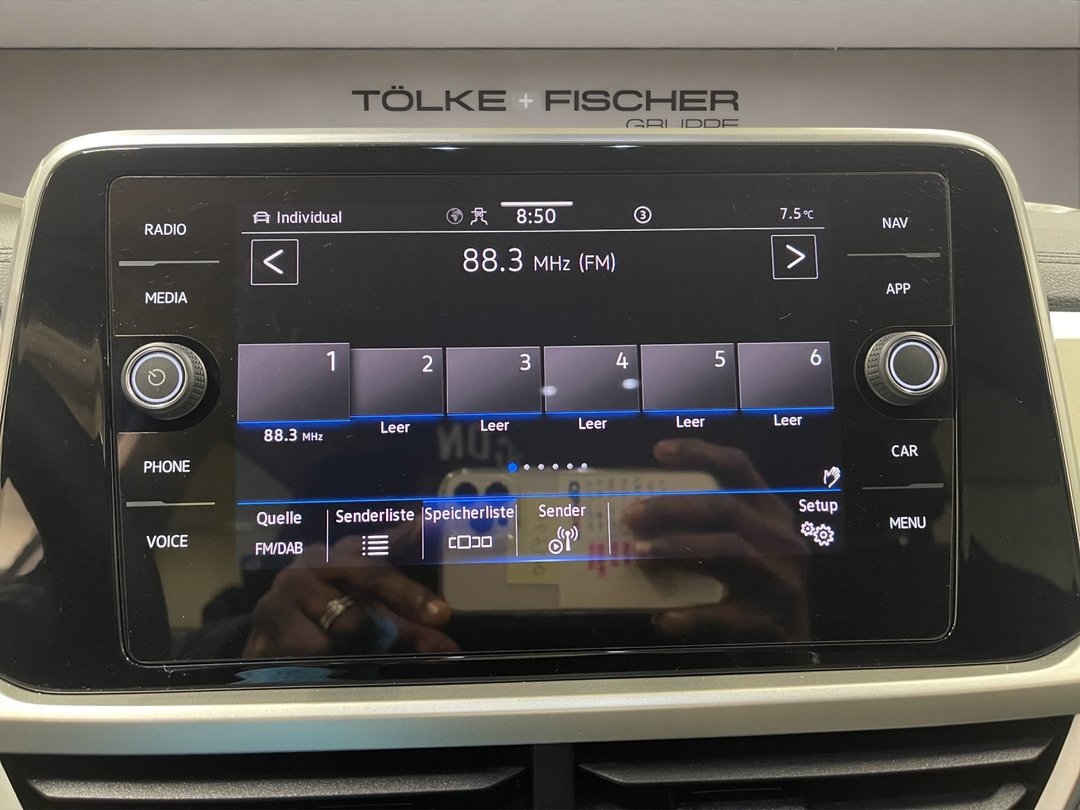 TÖLKE + FISCHER
GRUPPE
RADIO
MEDIA
PHONE
VOICE
Individual
8:50
3
7.5 °C
<
88.3 MHz (FM)
>
1
2
3
4
5
6
88.3 MHz
Leer
Leer
Leer
Leer
Leer
Quelle
FM/DAB
Senderliste
Speicherliste
Sender
Setup
NAV
APP
CAR
MENU